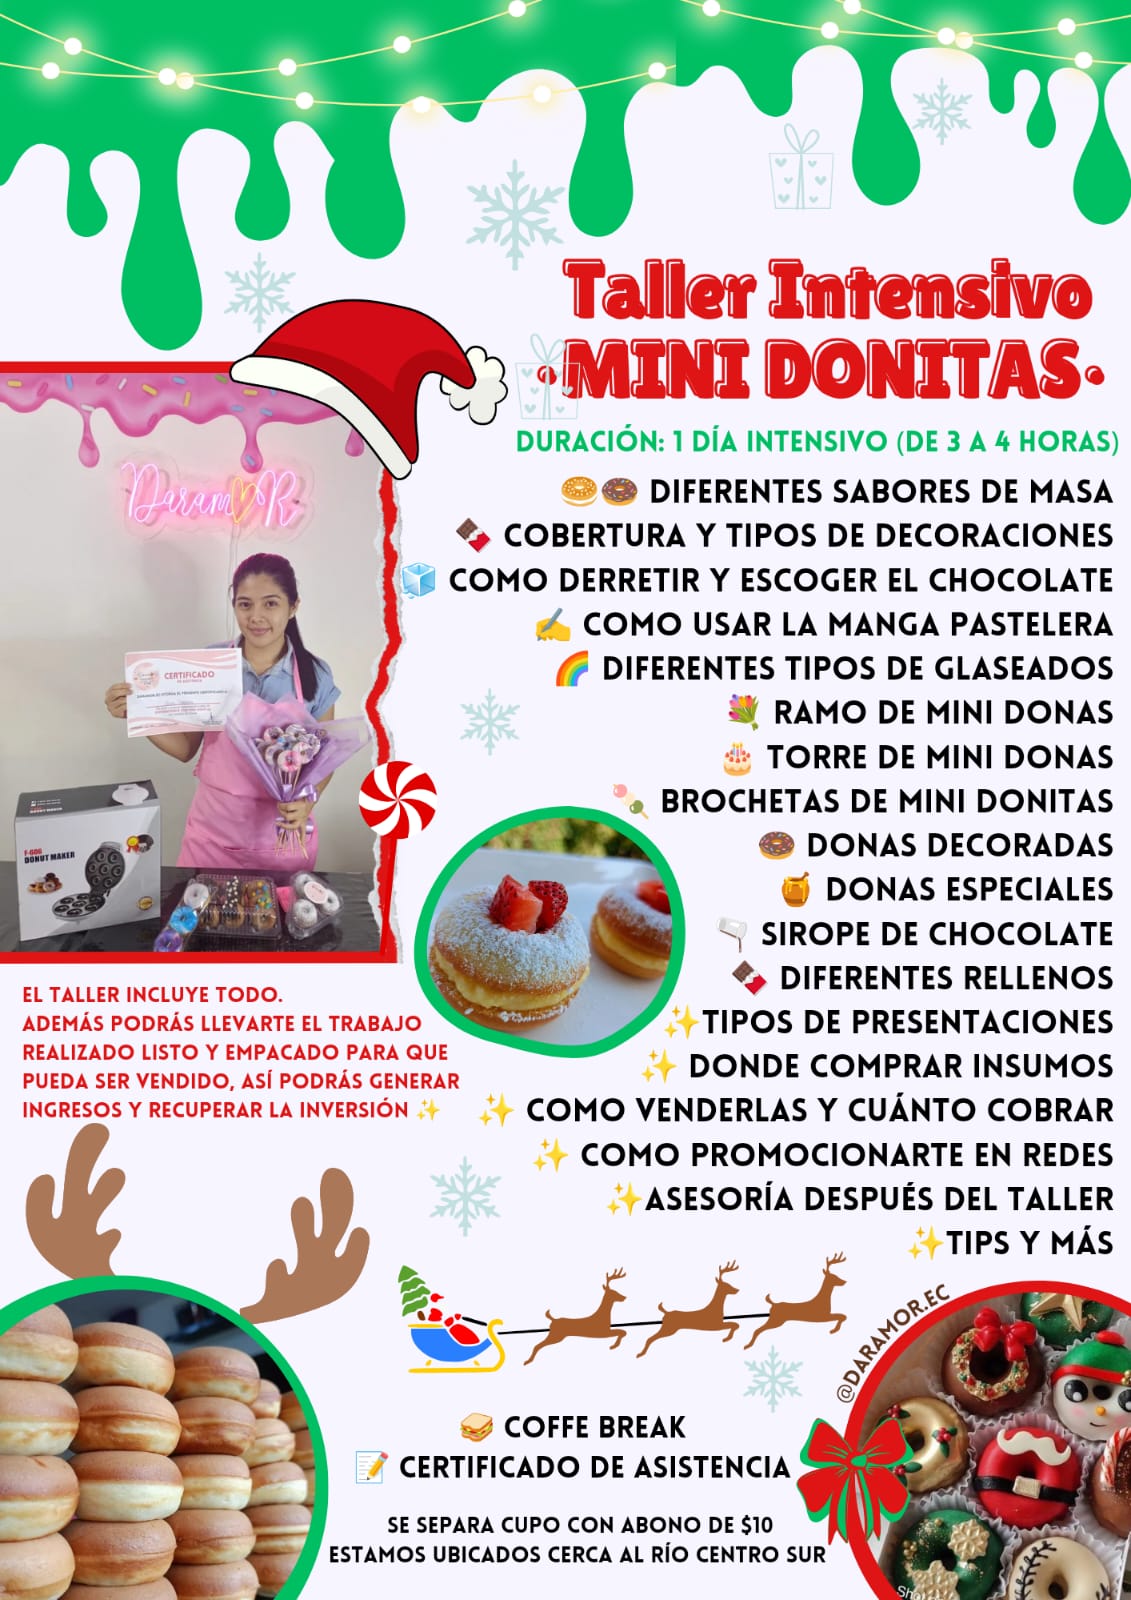 Taller Intensivo
•MINI DONITAS•
DURACIÓN: 1 DÍA INTENSIVO (DE 3 A 4 HORAS)
DIFERENTES SABORES DE MASA
COBERTURA Y TIPOS DE DECORACIONES
COMO DERRETIR Y ESCOGER EL CHOCOLATE
COMO USAR LA MANGA PASTELERA
DIFERENTES TIPOS DE GLASEADOS
RAMO DE MINI DONAS
TORRE DE MINI DONAS
BROCHETAS DE MINI DONITAS
DONAS DECORADAS
DONAS ESPECIALES
SIROPE DE CHOCOLATE
DIFERENTES RELLENOS
✨TIPOS DE PRESENTACIONES
✨ DONDE COMPRAR INSUMOS
✨ COMO VENDERLAS Y CUÁNTO COBRAR
✨ COMO PROMOCIONARTE EN REDES
✨ASESORÍA DESPUÉS DEL TALLER
✨TIPS Y MÁS
DaramoR
CERTIFICADO
DONUT MAKER
EL TALLER INCLUYE TODO.
ADEMÁS PODRÁS LLEVARTE EL TRABAJO
REALIZADO LISTO Y EMPACADO PARA QUE
PUEDA SER VENDIDO, ASÍ PODRÁS GENERAR
INGRESOS Y RECUPERAR LA INVERSIÓN ✨
@DARAMOR.EC
COFFE BREAK
CERTIFICADO DE ASISTENCIA
SE SEPARA CUPO CON ABONO DE $10
ESTAMOS UBICADOS CERCA AL RÍO CENTRO SUR